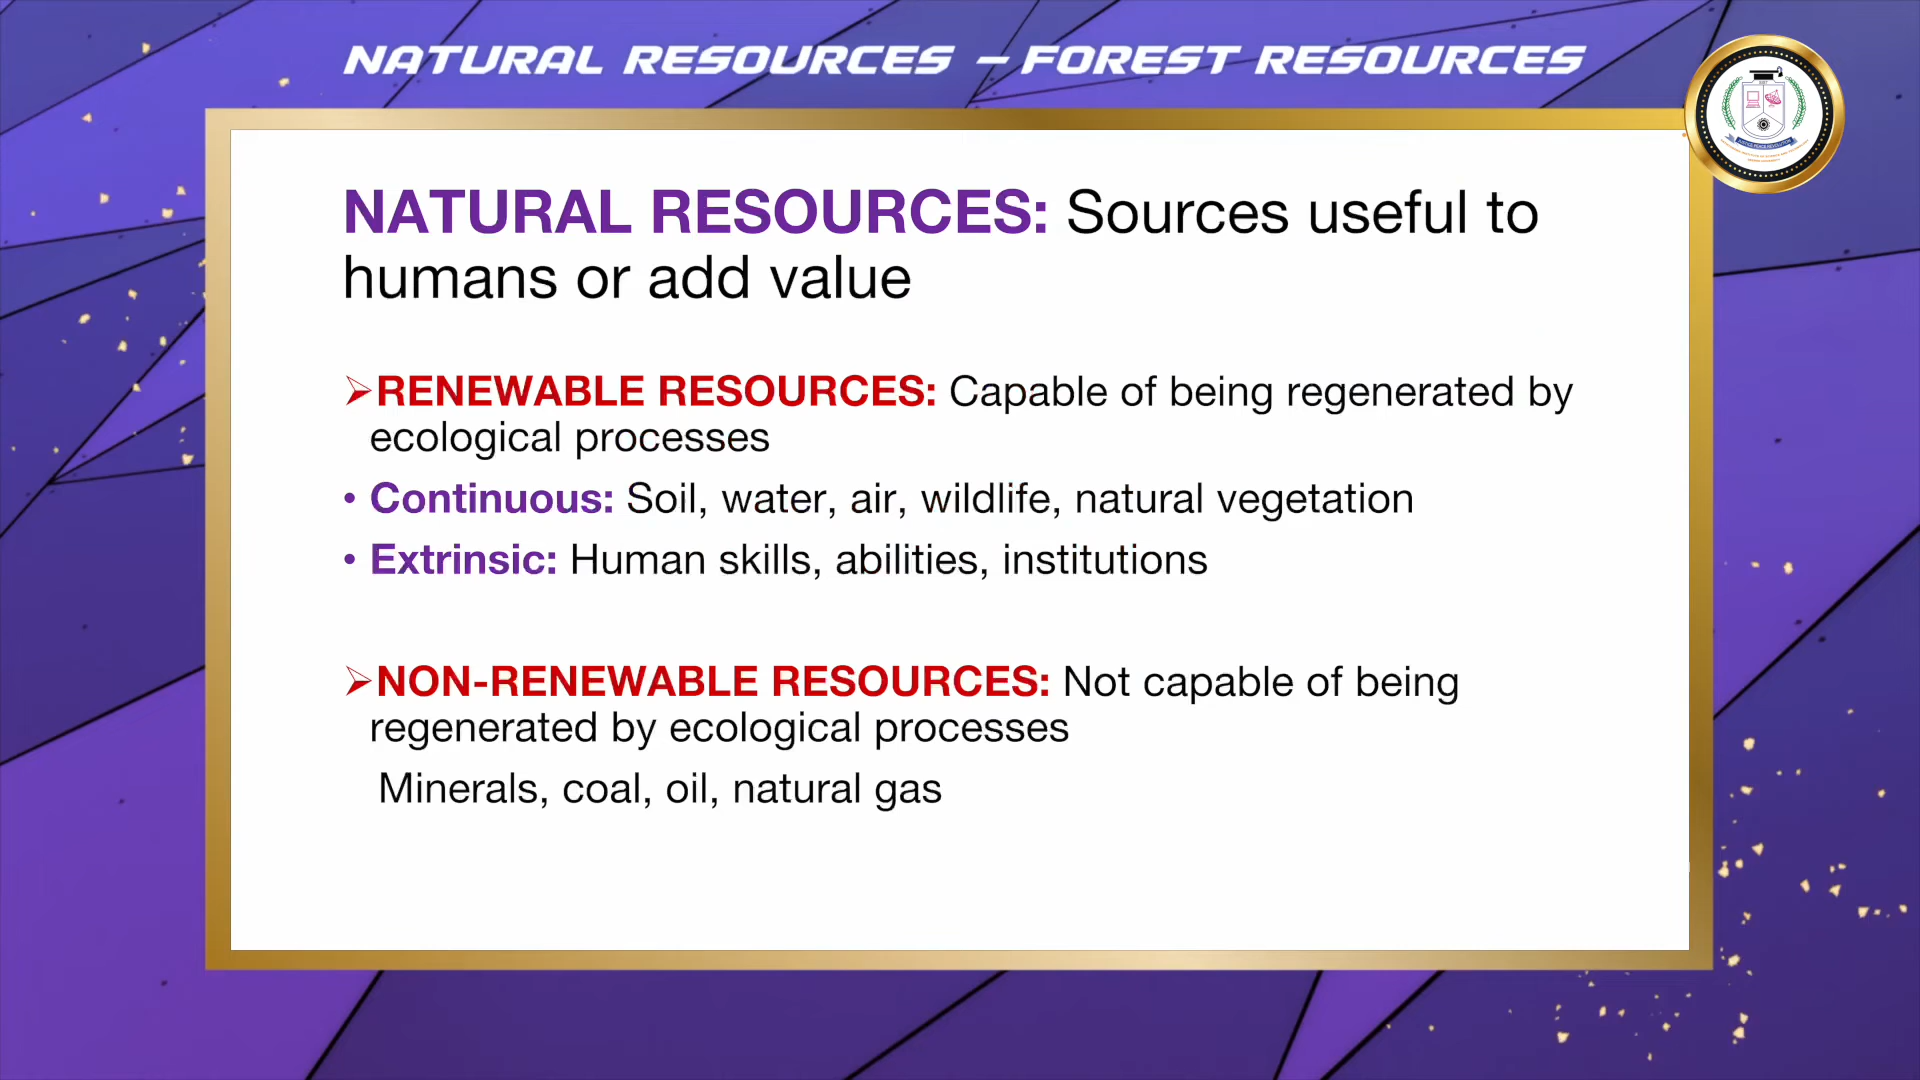 NATURAL RESOURCES – FOREST RESOURCES
NATURAL RESOURCES: Sources useful to
humans or add value
➢RENEWABLE RESOURCES: Capable of being regenerated by
ecological processes
• Continuous: Soil, water, air, wildlife, natural vegetation
• Extrinsic: Human skills, abilities, institutions
➢NON-RENEWABLE RESOURCES: Not capable of being
regenerated by ecological processes
Minerals, coal, oil, natural gas